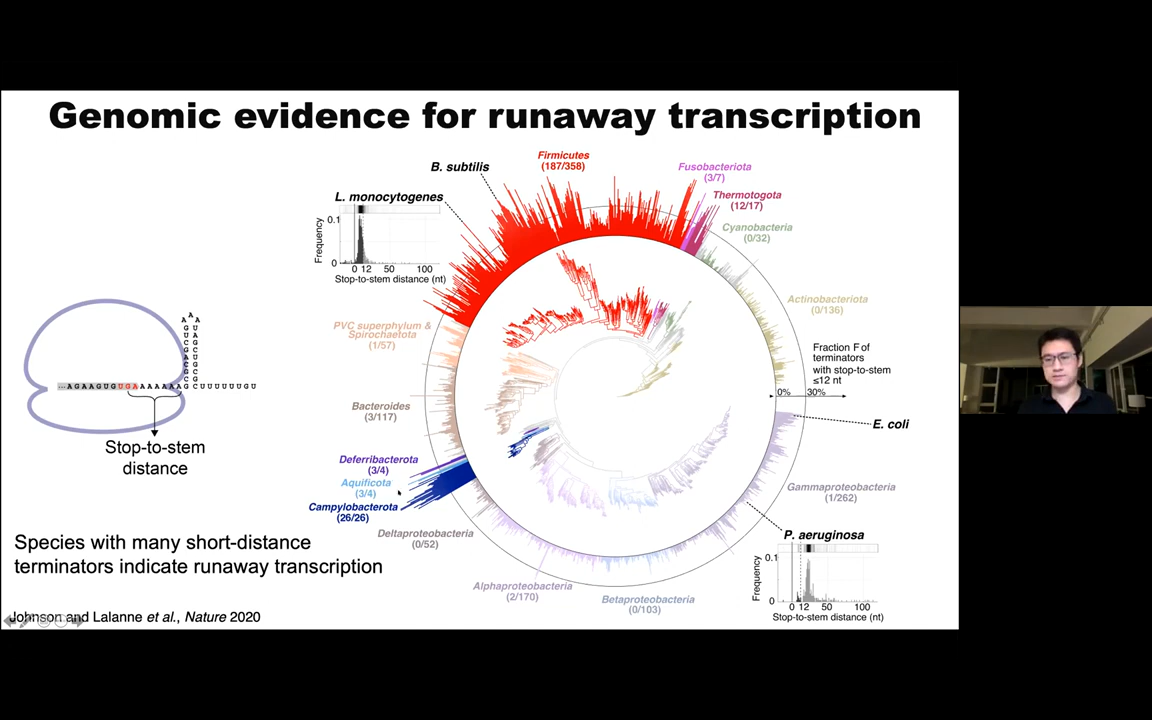 Genomic evidence for runaway transcription
Firmicutes
(187/358)
B. subtilis
Fusobacteriota
(3/7)
L. monocytogenes
Thermotogota
(12/17)
Frequency
0.1
0
0 12 50 100
Stop-to-stem distance (nt)
Cyanobacteria
(0/32)
Actinobacteriota
(0/136)
PVC superphylum &
Spirochaetota
(1/57)
Fraction F of
terminators
with stop-to-stem
≤12 nt
0% 30%
...AGAAGUGUGAAAAAAAGCUUUUUUGU
Stop-to-stem
distance
Bacteroides
(3/117)
E. coli
Deferribacterota
(3/4)
Aquificota
(3/4)
Campylobacterota
(26/26)
Gammaproteobacteria
(1/262)
Deltaproteobacteria
(0/52)
P. aeruginosa
Frequency
0.1
0
0 12 50 100
Stop-to-stem distance (nt)
Alphaproteobacteria
(2/170)
Betaproteobacteria
(0/103)
Species with many short-distance
terminators indicate runaway transcription
Johnson and Lalanne et al., Nature 2020